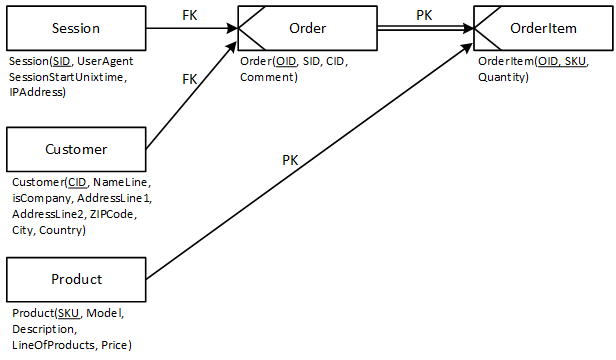 Session
FK
Order
PK
OrderItem
Session(SID, UserAgent
SessionStartUnixtime,
IPAddress)
Order(OID, SID, CID,
Comment)
OrderItem(OID, SKU,
Quantity)
FK
Customer
Customer(CID, NameLine,
isCompany, AddressLine1,
AddressLine2, ZIPCode,
City, Country)
PK
Product
Product(SKU, Model,
Description,
LineOfProducts, Price)